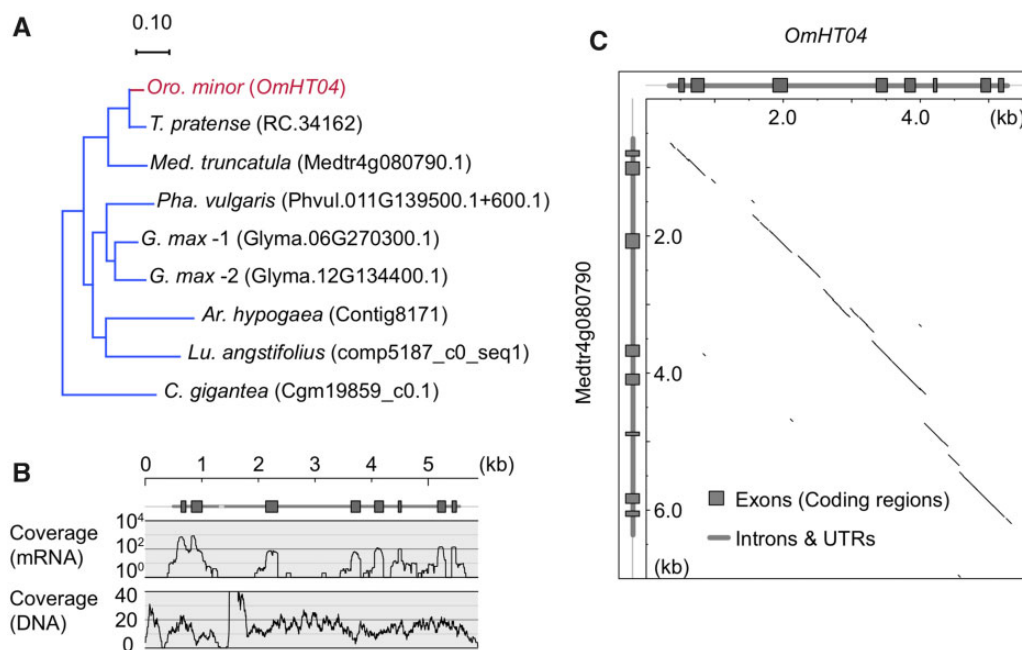 A
0.10
Oro. minor (OmHT04)
T. pratense (RC.34162)
Med. truncatula (Medtr4g080790.1)
Pha. vulgaris (Phvul.011G139500.1+600.1)
G. max -1 (Glyma.06G270300.1)
G. max -2 (Glyma.12G134400.1)
Ar. hypogaea (Contig8171)
Lu. angstifolius (comp5187_c0_seq1)
C. gigantea (Cgm19859_c0.1)
B
0 1 2 3 4 5 (kb)
Coverage (mRNA)
10⁴
10²
10⁰
Coverage (DNA)
40
20
0
C
OmHT04
2.0 4.0 (kb)
Medtr4g080790
2.0
4.0
6.0
(kb)
Exons (Coding regions)
Introns & UTRs